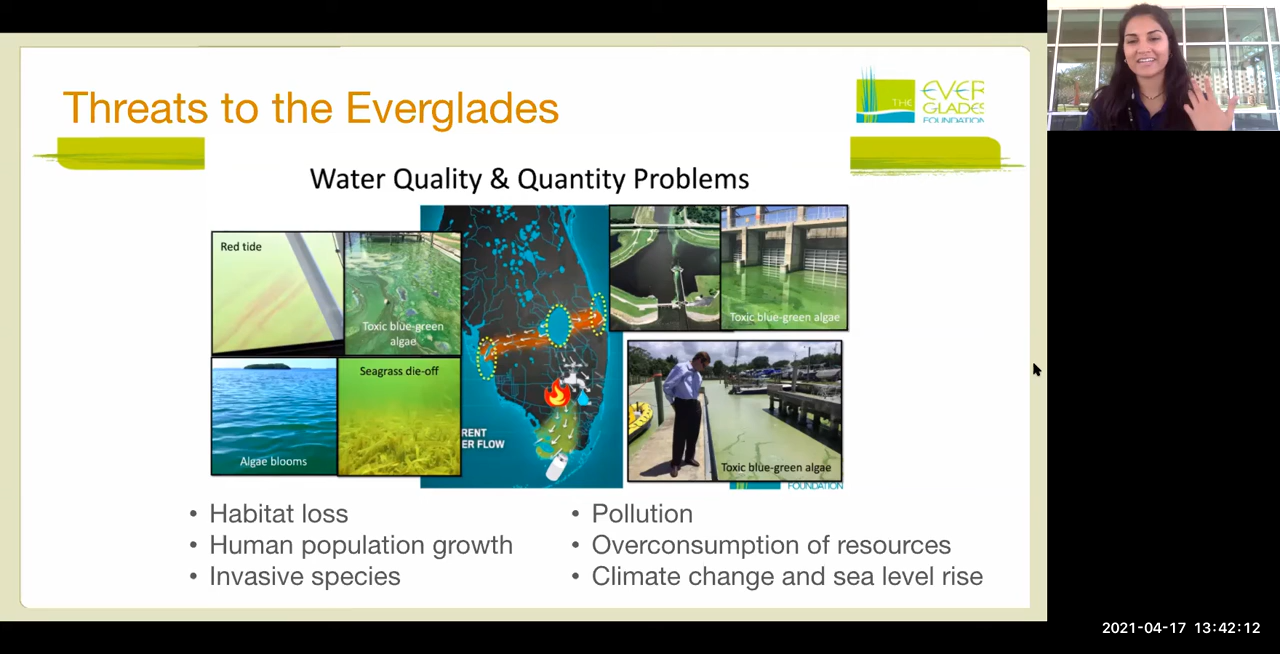 Threats to the Everglades
THE
EVER
GLADES
FOUNDATION
Water Quality & Quantity Problems
Red tide
Toxic blue-green
algae
Toxic blue-green algae
Algae blooms
Seagrass die-off
RENT
ER FLOW
Toxic blue-green algae
FOUNDATION
• Habitat loss
• Human population growth
• Invasive species
• Pollution
• Overconsumption of resources
• Climate change and sea level rise
2021-04-17 13:42:12